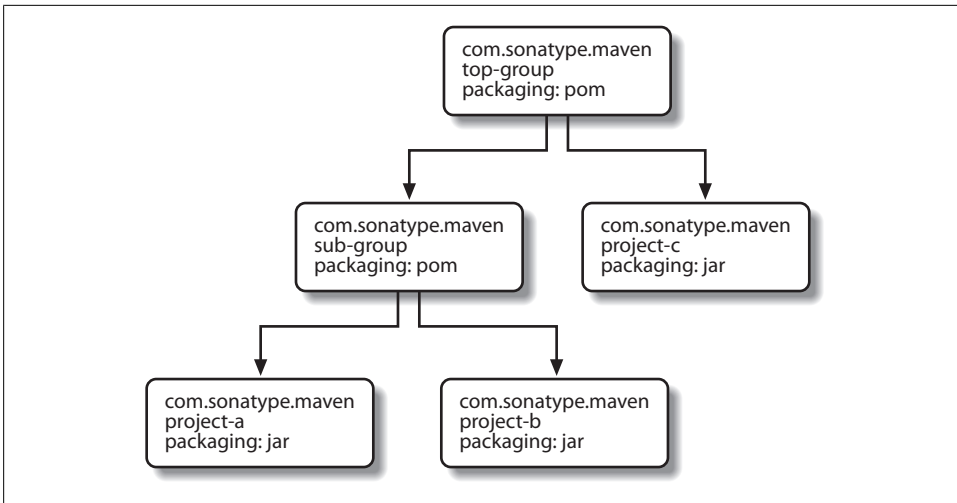 com.sonatype.maven
top-group
packaging: pom
com.sonatype.maven
sub-group
packaging: pom
com.sonatype.maven
project-c
packaging: jar
com.sonatype.maven
project-a
packaging: jar
com.sonatype.maven
project-b
packaging: jar